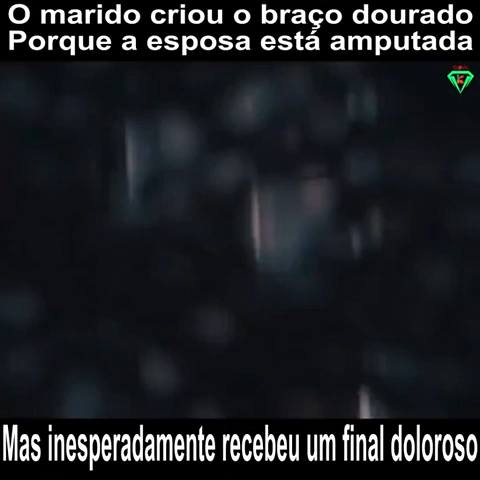 O marido criou o braço dourado
Porque a esposa está amputada
Mas inesperadamente recebeu um final doloroso